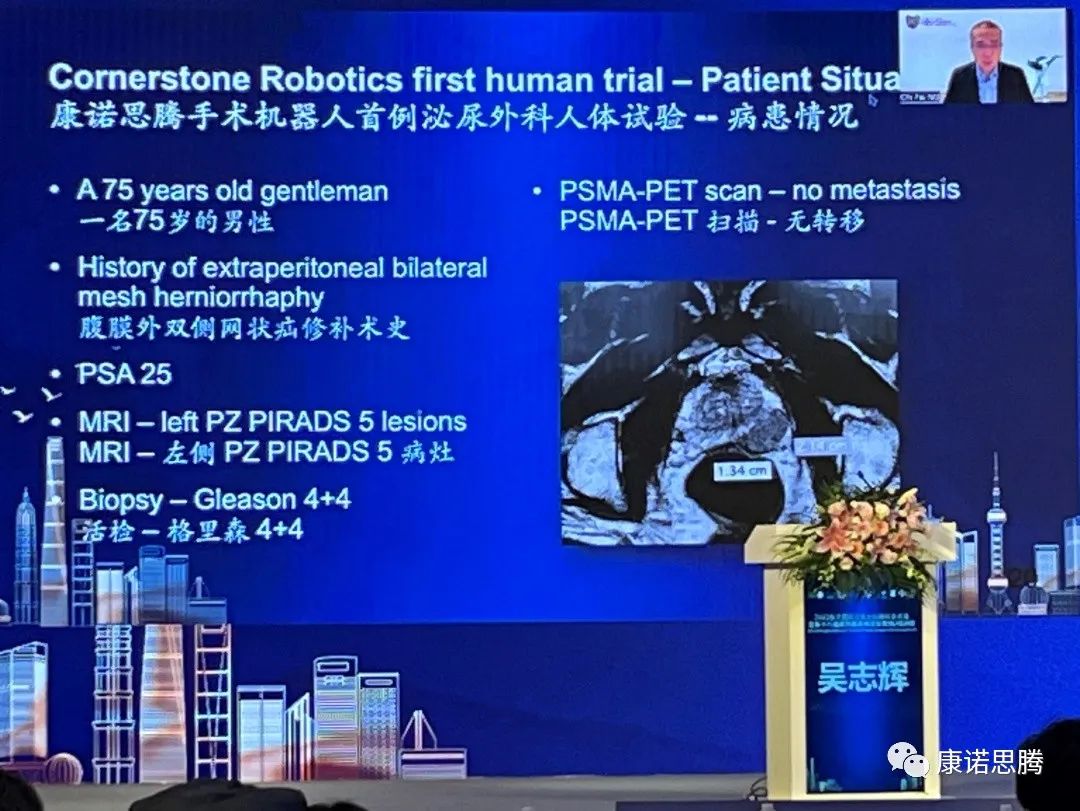 Cornerstone Robotics first human trial – Patient Situa
康诺思腾手术机器人首例泌尿外科人体试验 -- 病患情况
• A 75 years old gentleman
一名75岁的男性
• History of extraperitoneal bilateral
mesh herniorrhaphy
腹膜外双侧网状疝修补术史
• PSA 25
• MRI – left PZ PIRADS 5 lesions
MRI – 左侧 PZ PIRADS 5 病灶
Biopsy – Gleason 4+4
活检 – 格里森 4+4
• PSMA-PET scan – no metastasis
PSMA-PET 扫描 - 无转移
1.34 cm
吴志辉
康诺思腾